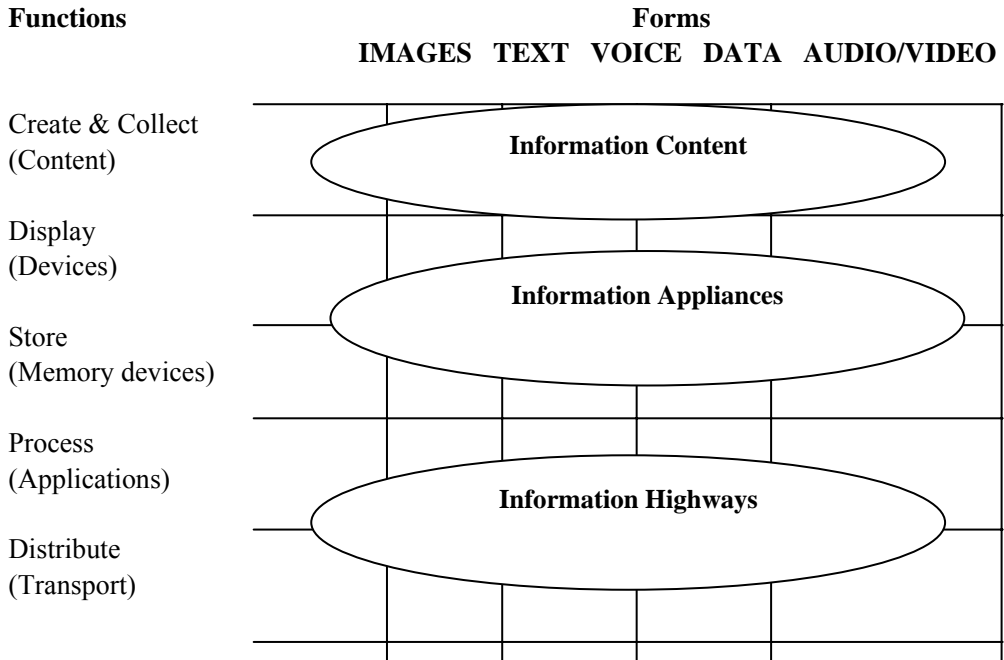 Functions Forms
IMAGES TEXT VOICE DATA AUDIO/VIDEO
Create & Collect
(Content)
Information Content
Display
(Devices)
Information Appliances
Store
(Memory devices)
Process
(Applications)
Information Highways
Distribute
(Transport)